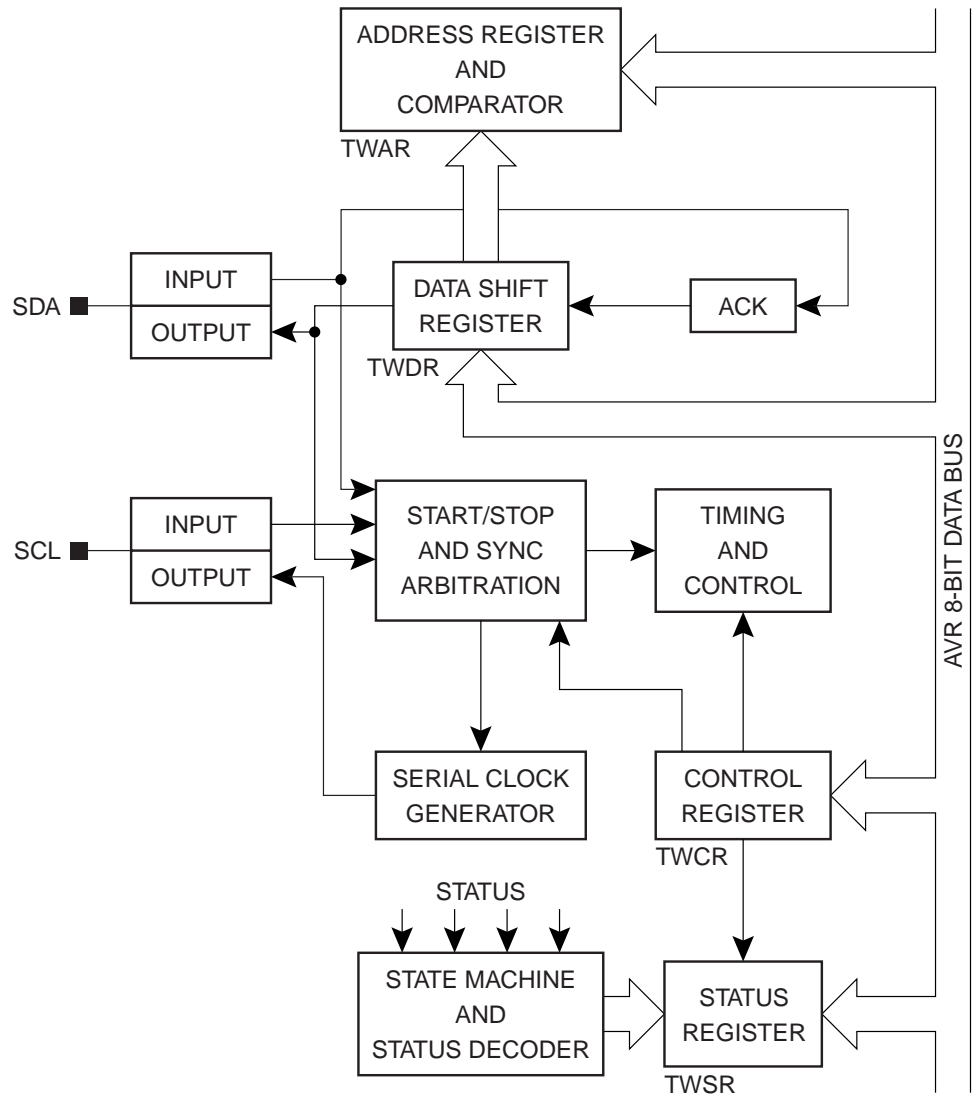 ADDRESS REGISTER
AND
COMPARATOR
TWAR
SDA
INPUT
OUTPUT
DATA SHIFT
REGISTER
TWDR
ACK
SCL
INPUT
OUTPUT
START/STOP
AND SYNC
ARBITRATION
TIMING
AND
CONTROL
AVR 8-BIT DATA BUS
SERIAL CLOCK
GENERATOR
CONTROL
REGISTER
TWCR
STATUS
STATE MACHINE
AND
STATUS DECODER
STATUS
REGISTER
TWSR